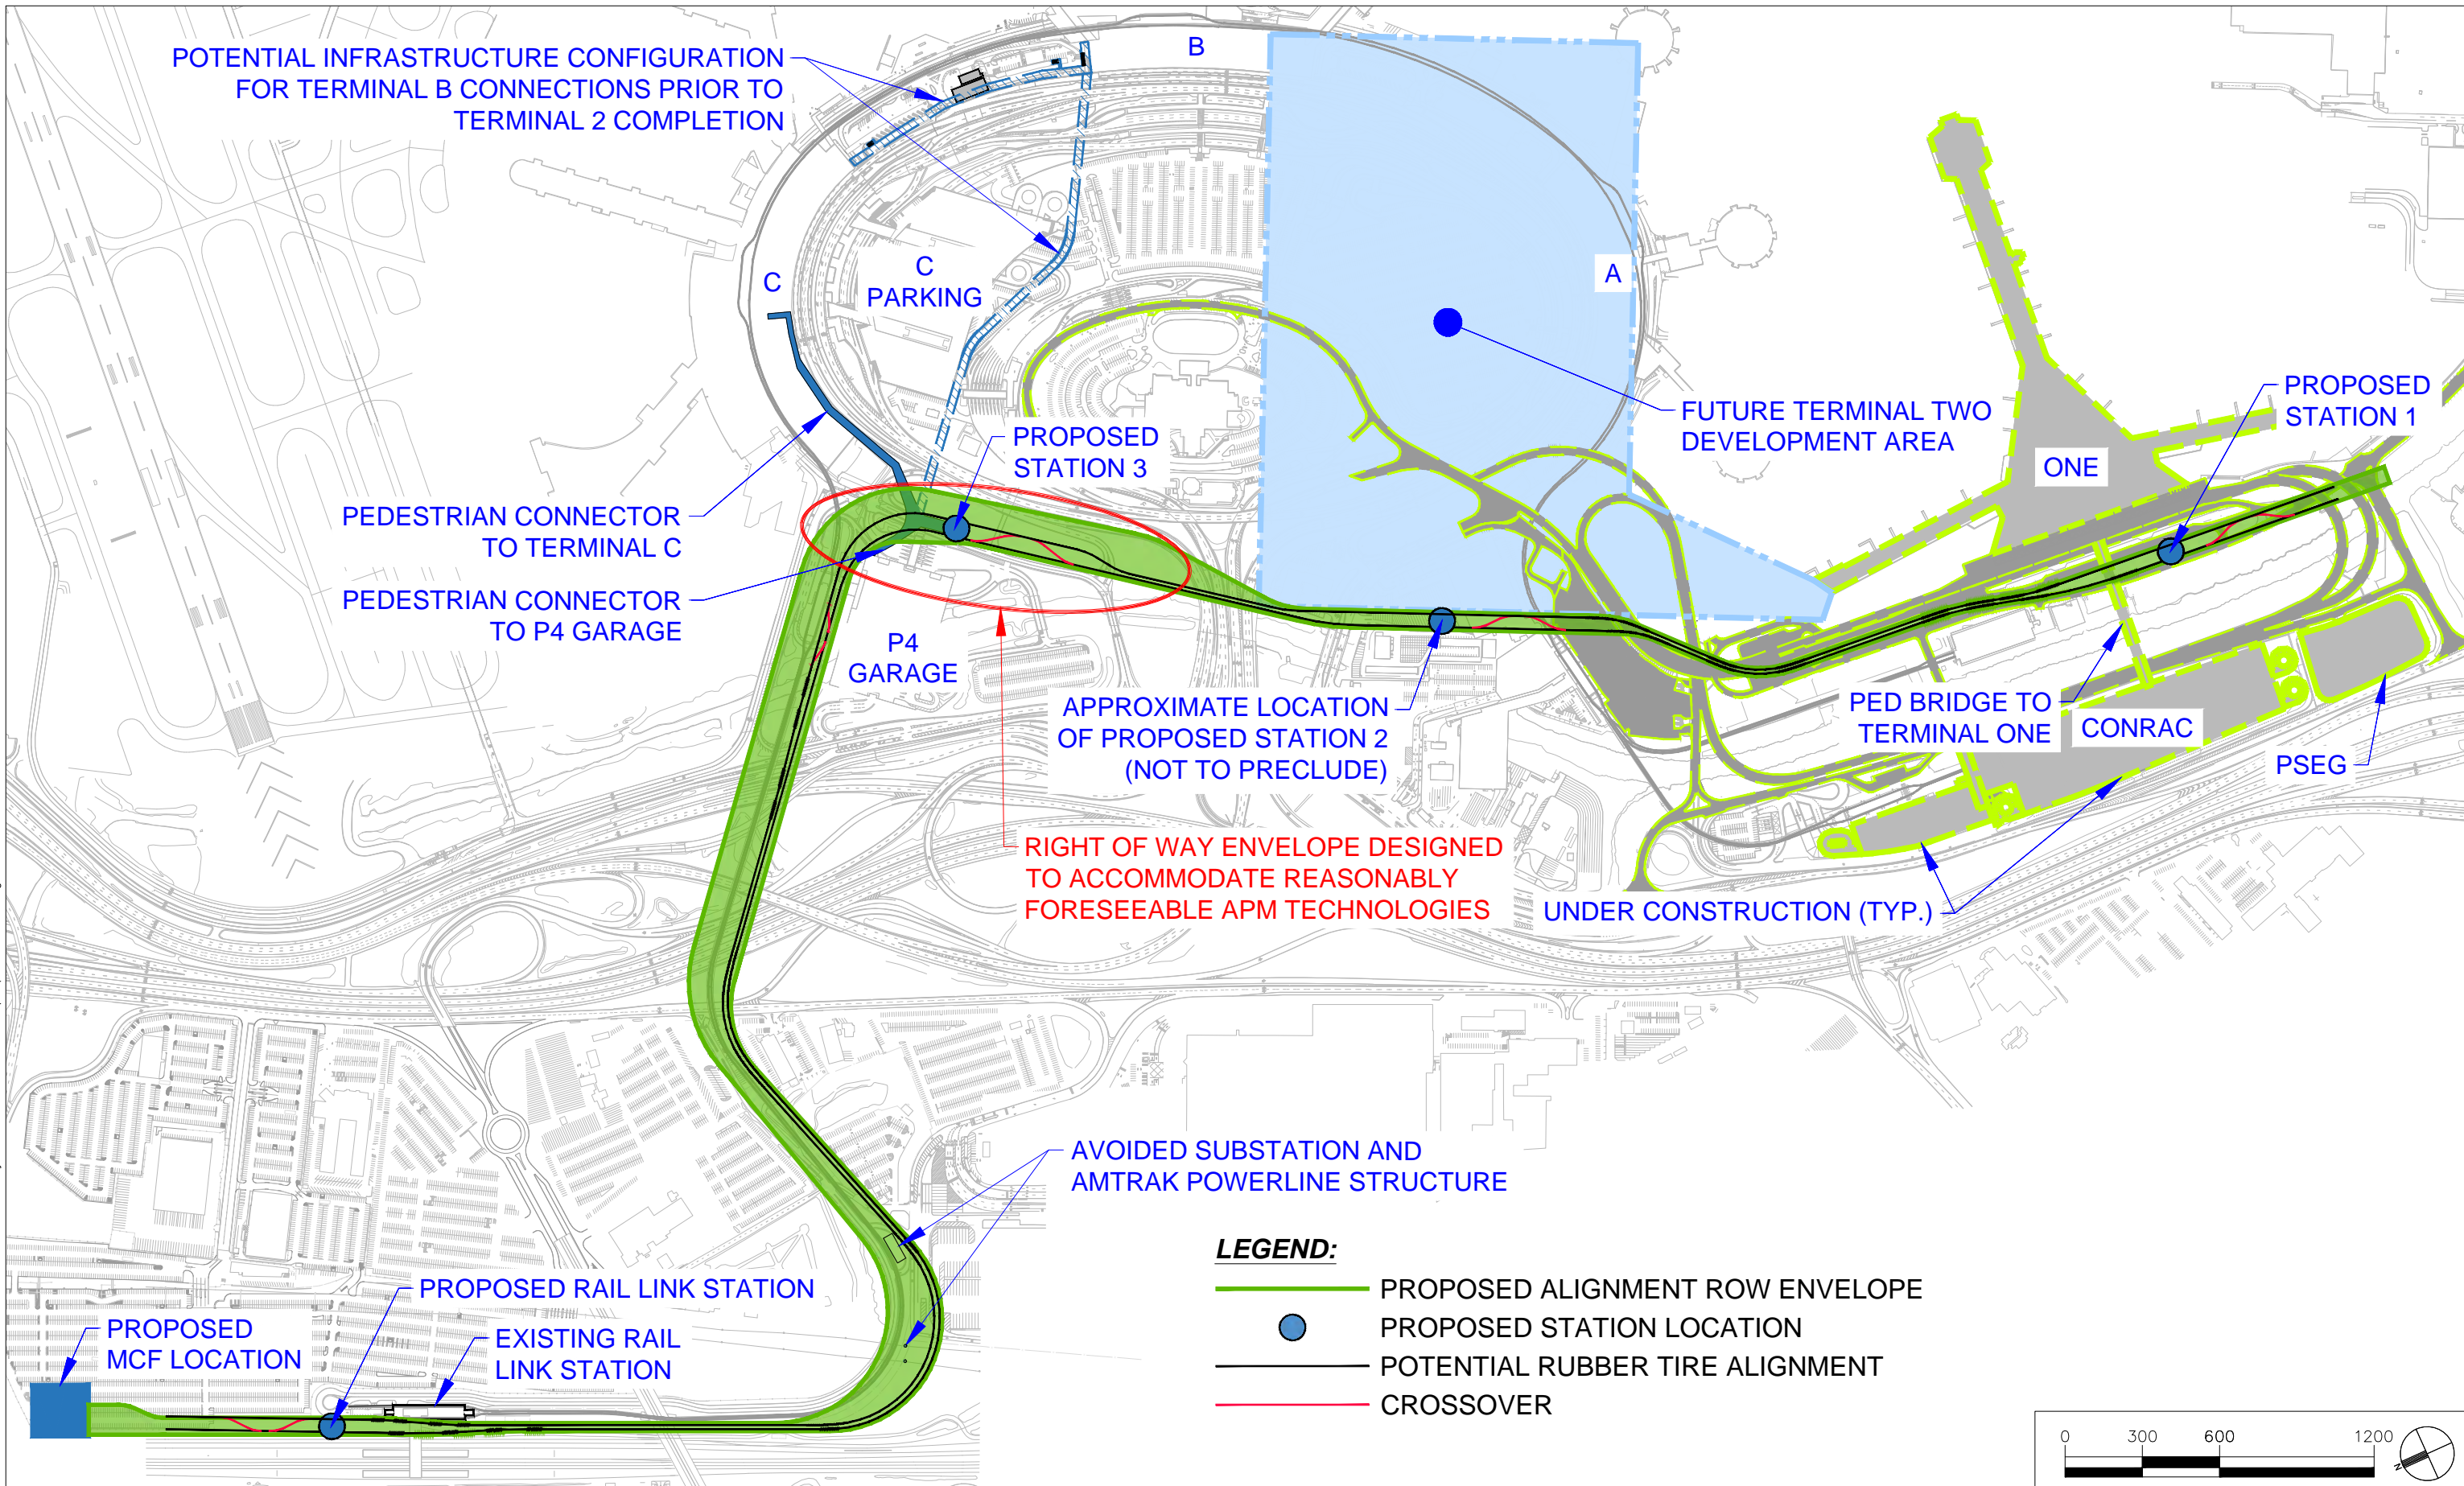 POTENTIAL INFRASTRUCTURE CONFIGURATION
FOR TERMINAL B CONNECTIONS PRIOR TO
TERMINAL 2 COMPLETION
B
C
C
PARKING
A
FUTURE TERMINAL TWO
DEVELOPMENT AREA
PROPOSED
STATION 1
ONE
PROPOSED
STATION 3
PEDESTRIAN CONNECTOR
TO TERMINAL C
PEDESTRIAN CONNECTOR
TO P4 GARAGE
P4
GARAGE
APPROXIMATE LOCATION
OF PROPOSED STATION 2
(NOT TO PRECLUDE)
PED BRIDGE TO
TERMINAL ONE
CONRAC
PSEG
RIGHT OF WAY ENVELOPE DESIGNED
TO ACCOMMODATE REASONABLY
FORESEEABLE APM TECHNOLOGIES
UNDER CONSTRUCTION (TYP.)
AVOIDED SUBSTATION AND
AMTRAK POWERLINE STRUCTURE
PROPOSED RAIL LINK STATION
PROPOSED
MCF LOCATION
EXISTING RAIL
LINK STATION
LEGEND:
PROPOSED ALIGNMENT ROW ENVELOPE
PROPOSED STATION LOCATION
POTENTIAL RUBBER TIRE ALIGNMENT
CROSSOVER
0 300 600 1200
N